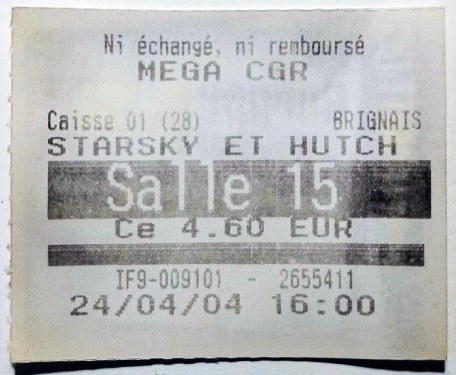 Ni échangé, ni remboursé
MEGA CGR
Caisse 01 (28) BRIGNAIS
STARSKY ET HUTCH
Salle 15
Ce 4.60 EUR
IF9-009101 - 2655411
24/04/04 16:00